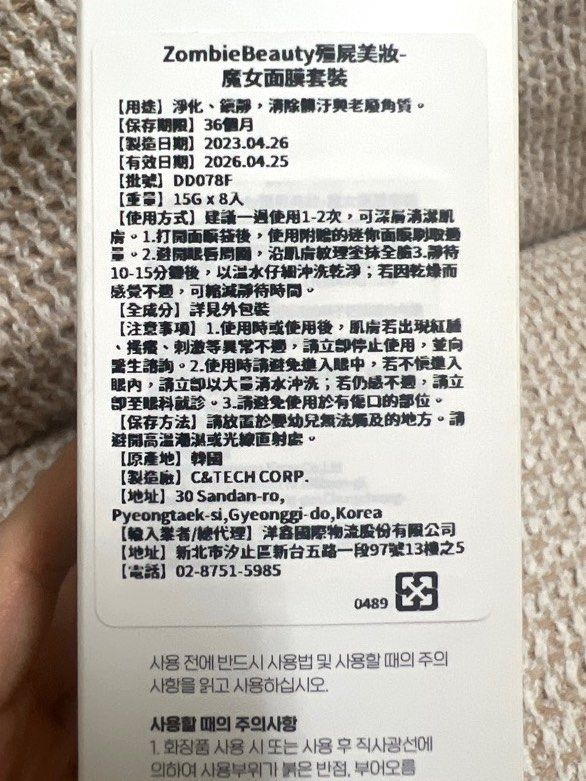 ZombieBeauty殭屍美妝-
魔女面膜套裝
【用途】淨化、鎮靜，清除髒汙與老廢角質。
【保存期限】36個月
【製造日期】2023.04.26
【有效日期】2026.04.25
【批號】DD078F
【重量】15G x 8入
【使用方式】建議一週使用1-2次，可深層清潔肌
膚。1.打開面膜袋後，使用附贈的迷你面膜刷取適
量。2.避開眼唇周圍，沿肌膚紋理塗抹全臉3.靜待
10-15分鐘後，以溫水仔細沖洗乾淨；若因乾燥而
感覺不適，可縮減靜待時間。
【全成分】詳見外包裝
【注意事項】1.使用時或使用後，肌膚若出現紅腫
、搔癢、刺激等異常不適，請立即停止使用，並向
醫生諮詢。2.使用時請避免進入眼中，若不慎進入
眼內，請立即以大量清水沖洗；若仍感不適，請立
即至眼科就診。3.請避免使用於有傷口的部位。
【保存方法】請放置於嬰幼兒無法觸及的地方。請
避開高溫潮濕或光線直射處。
【原產地】韓國
【製造廠】C&TECH CORP.
【地址】30 Sandan-ro,
Pyeongtaek-si,Gyeonggi-do,Korea
【輸入業者/總代理】洋鑫國際物流股份有限公司
【地址】新北市汐止區新台五路一段97號13樓之5
【電話】02-8751-5985
0489
사용 전에 반드시 사용법 및 사용할 때의 주의
사항을 읽고 사용하십시오.
사용할 때의 주의사항
1. 화장품 사용 시 또는 사용 후 직사광선에
의하여 사용부위가 붉은 반점, 부어오름